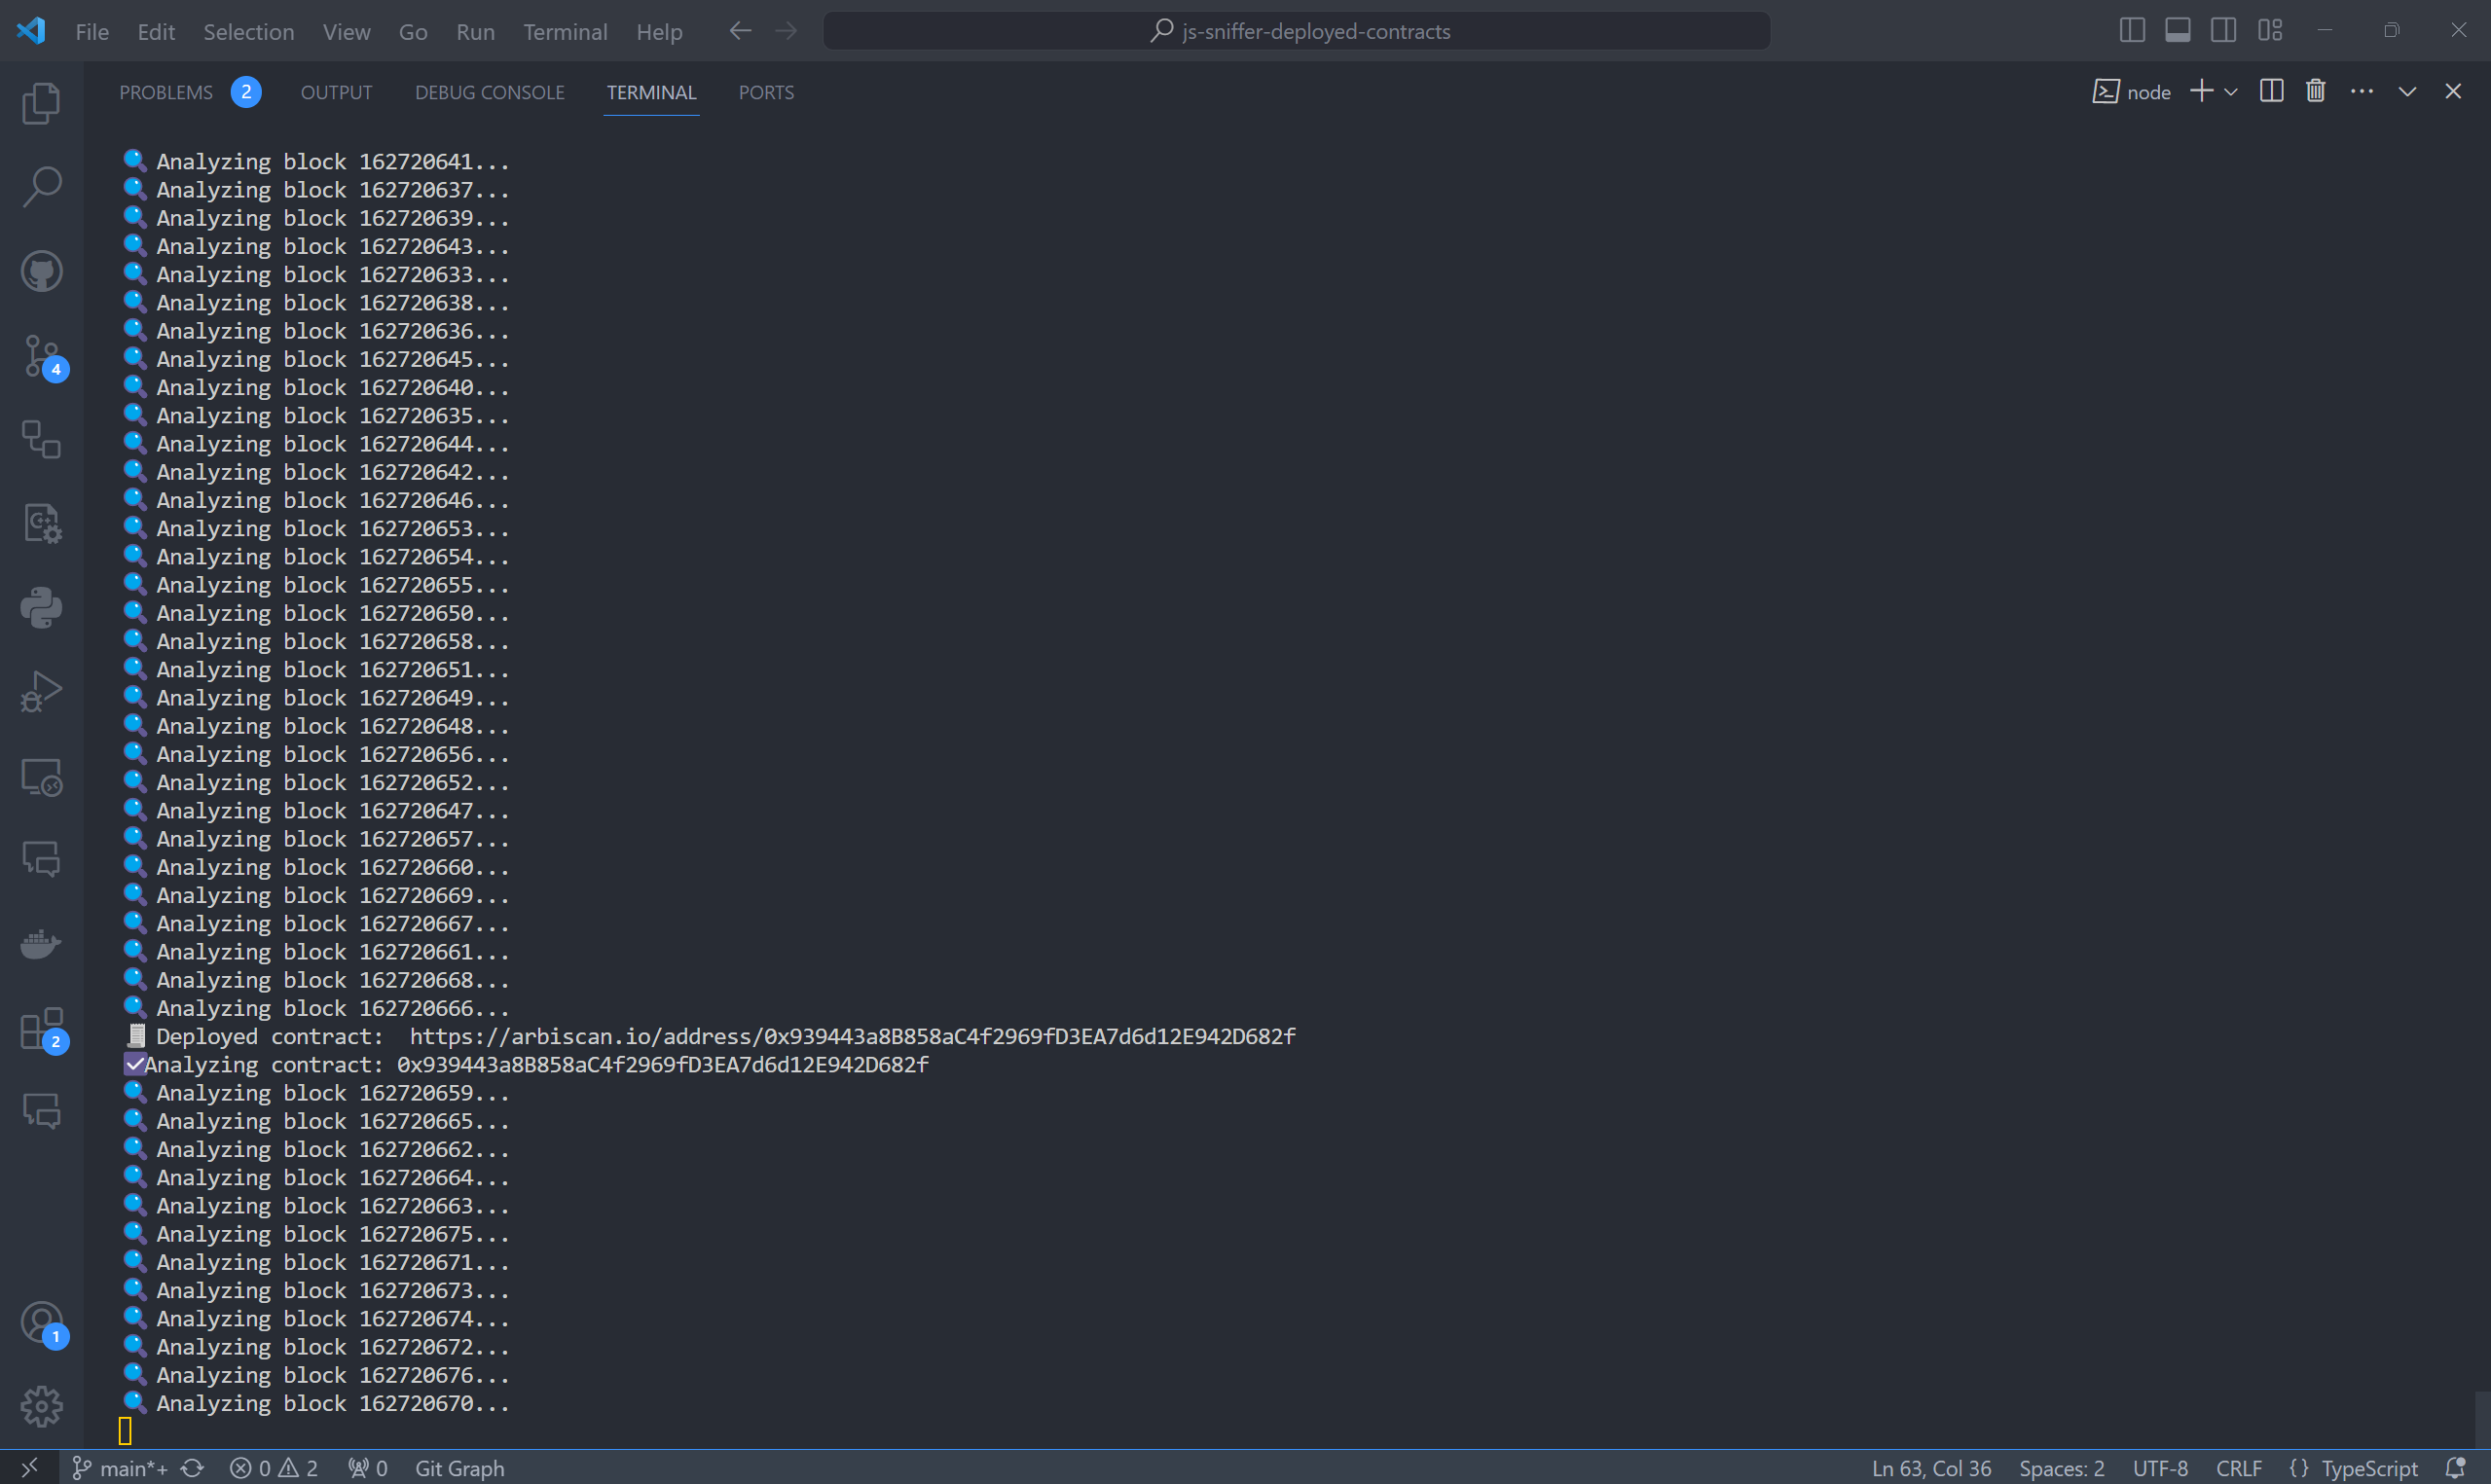 File Edit Selection View Go Run Terminal Help js-sniffer-deployed-contracts
PROBLEMS 2 OUTPUT DEBUG CONSOLE TERMINAL PORTS node
Analyzing block 162720641...
Analyzing block 162720637...
Analyzing block 162720639...
Analyzing block 162720643...
Analyzing block 162720633...
Analyzing block 162720638...
Analyzing block 162720636...
Analyzing block 162720645...
Analyzing block 162720640...
Analyzing block 162720635...
Analyzing block 162720644...
Analyzing block 162720642...
Analyzing block 162720646...
Analyzing block 162720653...
Analyzing block 162720654...
Analyzing block 162720655...
Analyzing block 162720650...
Analyzing block 162720658...
Analyzing block 162720651...
Analyzing block 162720649...
Analyzing block 162720648...
Analyzing block 162720656...
Analyzing block 162720652...
Analyzing block 162720647...
Analyzing block 162720657...
Analyzing block 162720660...
Analyzing block 162720669...
Analyzing block 162720667...
Analyzing block 162720661...
Analyzing block 162720668...
Analyzing block 162720666...
Deployed contract:  https://arbiscan.io/address/0x939443a8B858aC4f2969fD3EA7d6d12E942D682f
Analyzing contract: 0x939443a8B858aC4f2969fD3EA7d6d12E942D682f
Analyzing block 162720659...
Analyzing block 162720665...
Analyzing block 162720662...
Analyzing block 162720664...
Analyzing block 162720663...
Analyzing block 162720675...
Analyzing block 162720671...
Analyzing block 162720673...
Analyzing block 162720674...
Analyzing block 162720672...
Analyzing block 162720676...
Analyzing block 162720670...
4
C++
2
1
main*+ 0 2 0 Git Graph Ln 63, Col 36 Spaces: 2 UTF-8 CRLF {} TypeScript